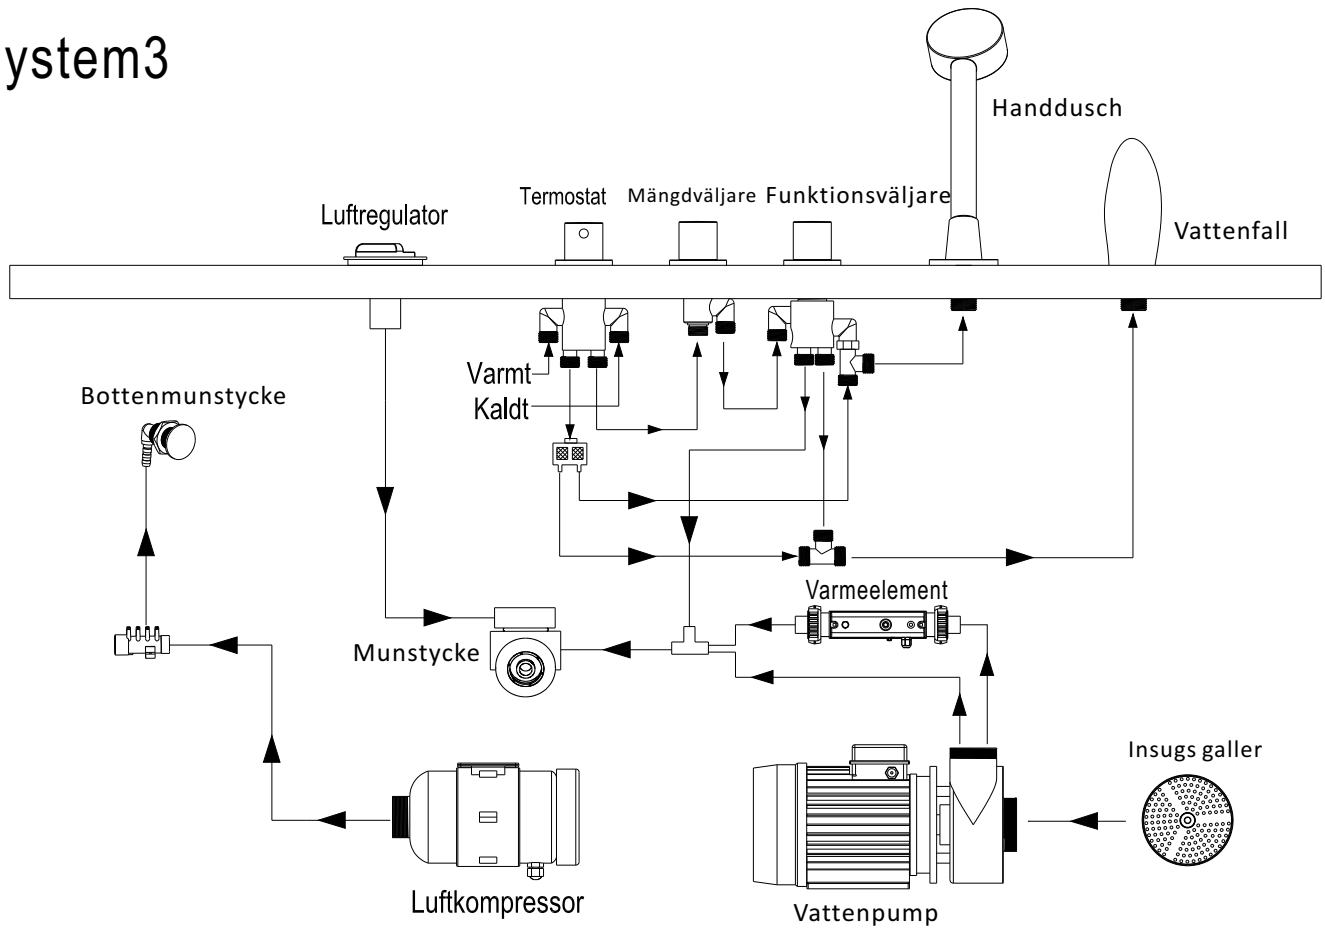 ystem3
Handdusch
Termostat
Mängdväljare
Funktionsväljare
Luftregulator
Vattenfall
Varmt
Kaldt
Bottenmunstycke
Varmeelement
Munstycke
Insugs galler
Luftkompressor
Vattenpump